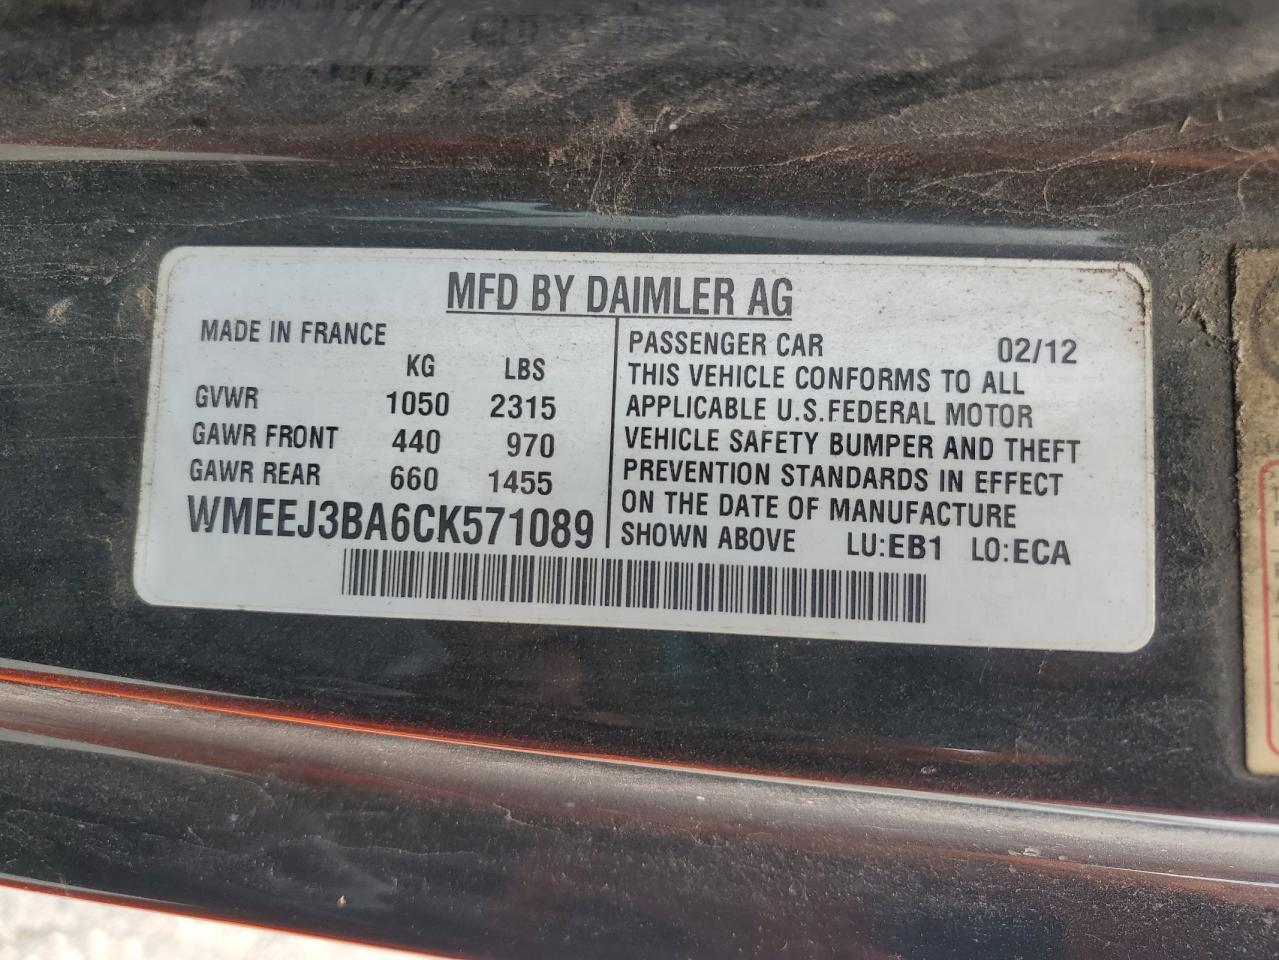 MFD BY DAIMLER AG
MADE IN FRANCE
KG LBS
GVWR 1050 2315
GAWR FRONT 440 970
GAWR REAR 660 1455
WMEEJ3BA6CK571089
PASSENGER CAR 02/12
THIS VEHICLE CONFORMS TO ALL
APPLICABLE U.S.FEDERAL MOTOR
VEHICLE SAFETY BUMPER AND THEFT
PREVENTION STANDARDS IN EFFECT
ON THE DATE OF MANUFACTURE
SHOWN ABOVE LU:EB1 LO:ECA